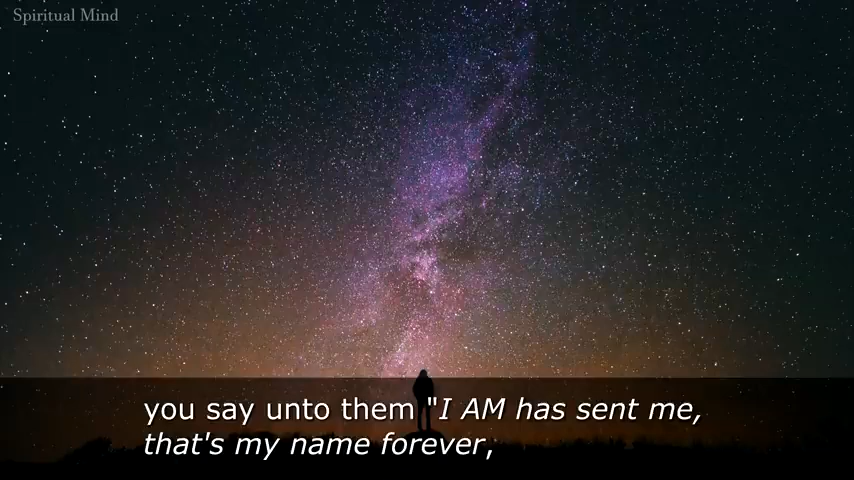 Spiritual Mind
you say unto them "I AM has sent me,
that's my name forever,